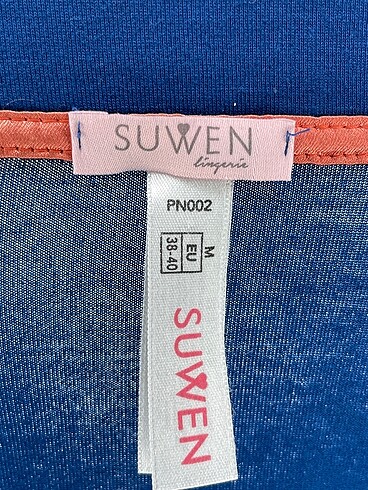 SUWEN
lingerie
PN002
M
EU
38-40
SUWEN